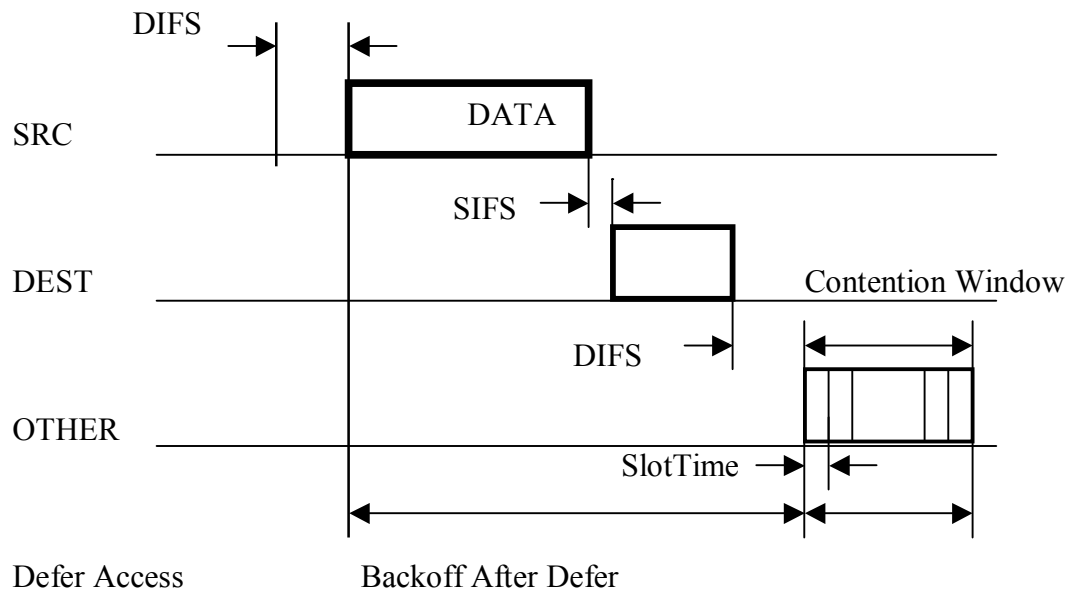 DIFS
DATA
SRC
SIFS
DEST
Contention Window
DIFS
OTHER
SlotTime
Defer Access
Backoff After Defer